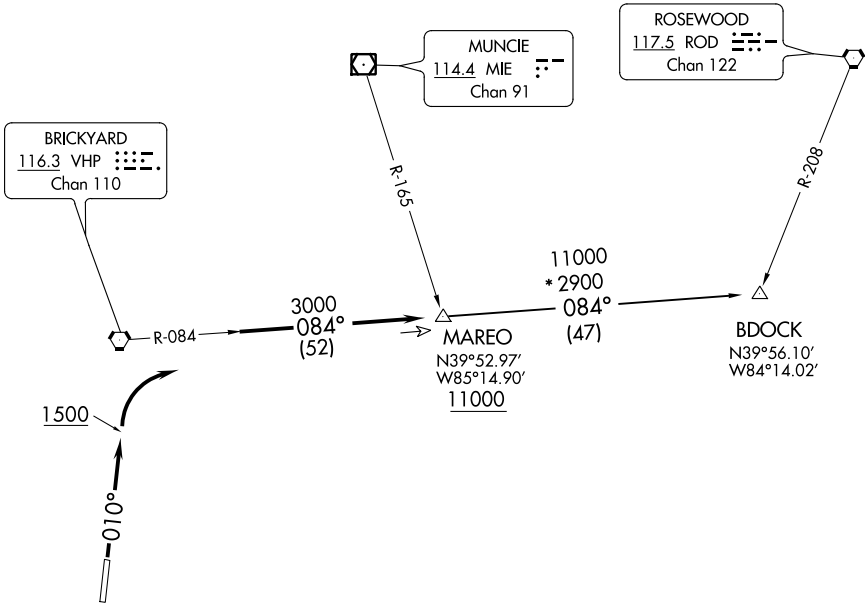 ROSEWOOD
117.5 ROD
Chan 122
MUNCIE
114.4 MIE
Chan 91
BRICKYARD
116.3 VHP
Chan 110
R-165
R-208
11000
*2900
084°
(47)
3000
084°
(52)
R-084
MAREO
N39°52.97'
W85°14.90'
11000
BDOCK
N39°56.10'
W84°14.02'
1500
010°